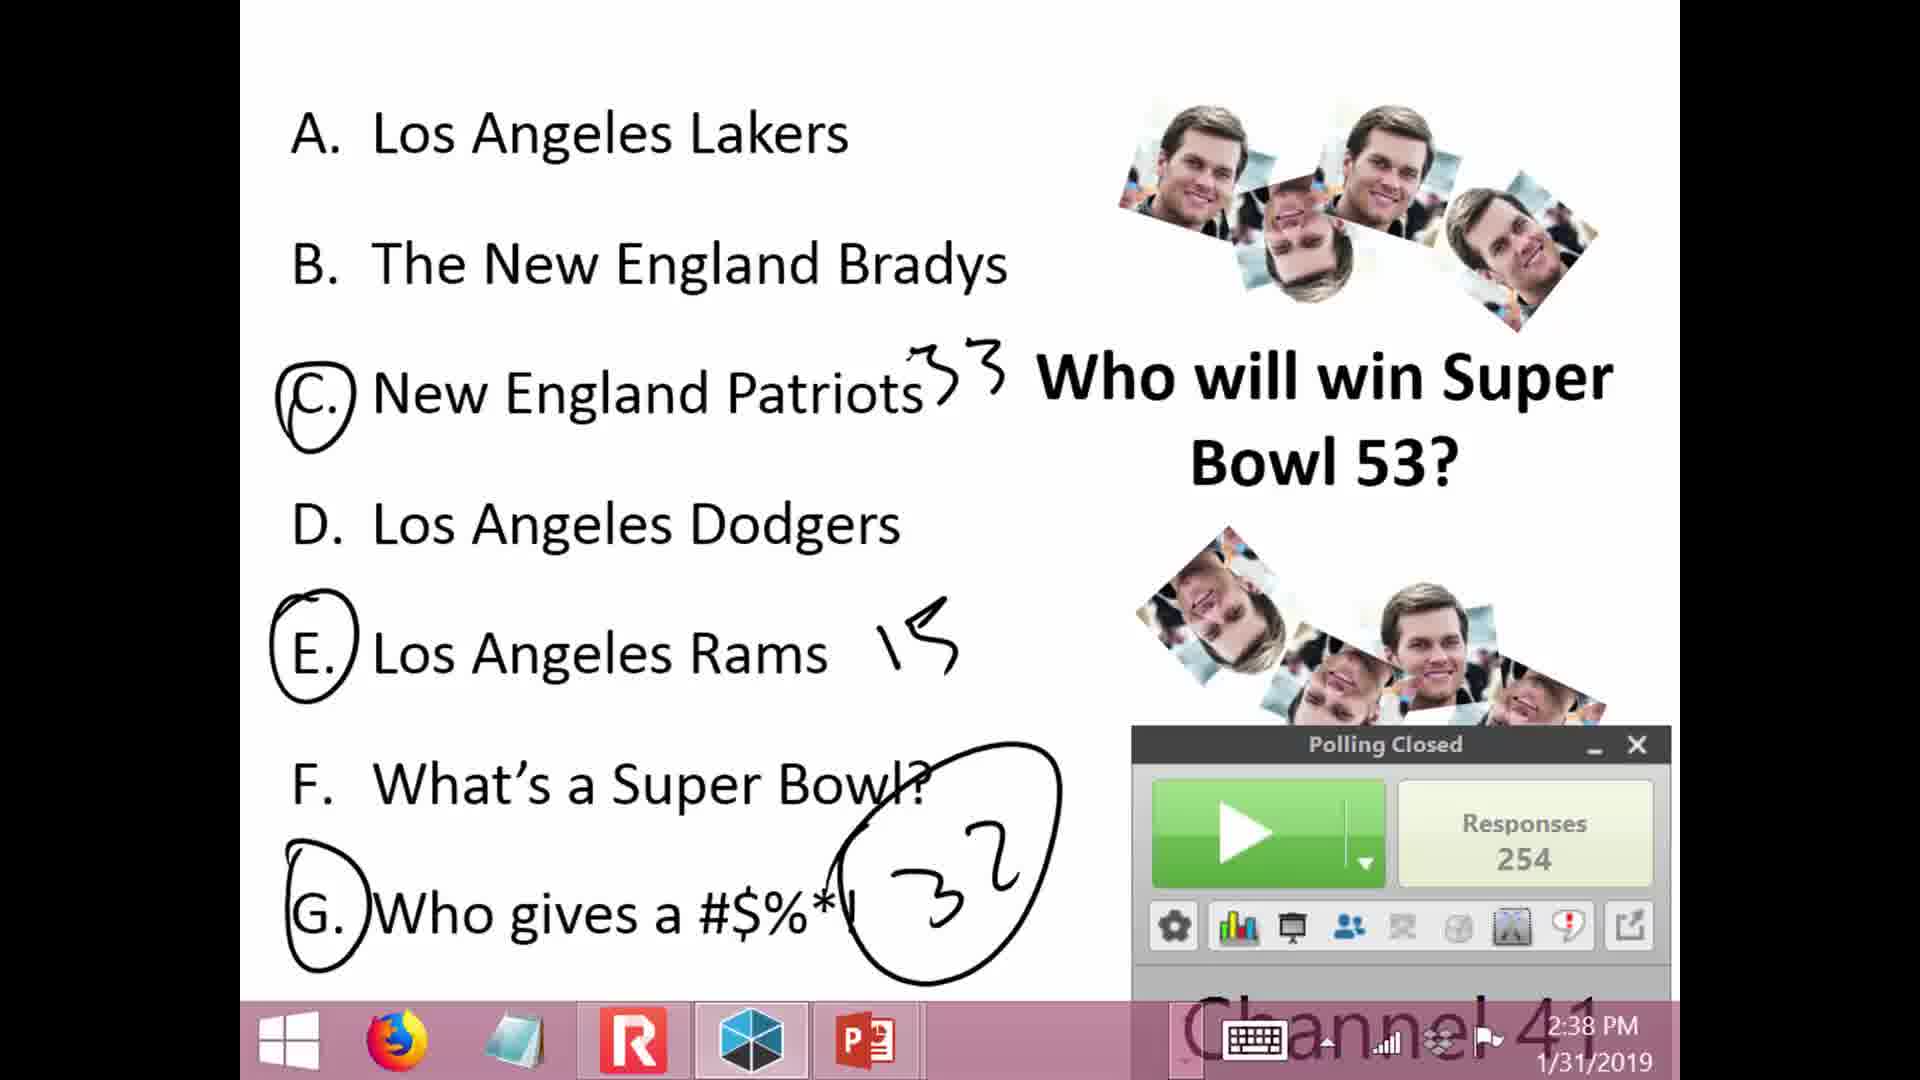 A. Los Angeles Lakers
B. The New England Bradys
C. New England Patriots 33
Who will win Super
Bowl 53?
D. Los Angeles Dodgers
E. Los Angeles Rams 15
F. What's a Super Bowl?
G. Who gives a #$%*!
32
Polling Closed
Responses
254
Channel 41
2:38 PM
1/31/2019